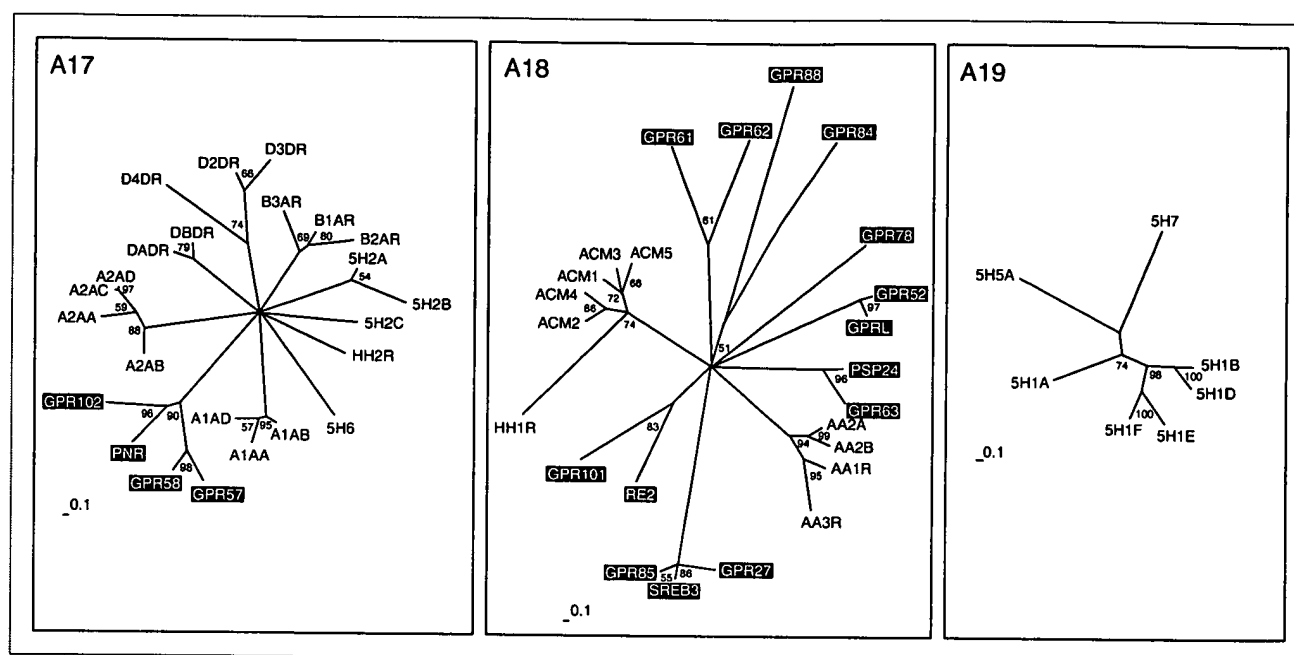 A17
D3DR
D2DR
66
D4DR
B3AR
B1AR
74
DBDR
69
80
B2AR
79
DADR
5H2A
54
A2AD
97
A2AC
5H2B
59
A2AA
5H2C
88
HH2R
A2AB
GPR102
96
90
A1AD
5H6
PNR
57
95
A1AB
A1AA
98
GPR58
GPR57
_0.1
A18
GPR88
GPR61
GPR62
GPR84
61
GPR78
ACM3
ACM5
ACM1
68
GPR52
ACM4
72
97
86
GPRL
ACM2
74
51
PSP24
96
GPR63
HH1R
AA2A
83
99
94
AA2B
GPR101
AA1R
RE2
95
AA3R
GPR85
86
GPR27
55
SREB3
_0.1
A19
5H7
5H5A
74
98
5H1B
5H1A
100
5H1D
100
5H1F
5H1E
_0.1